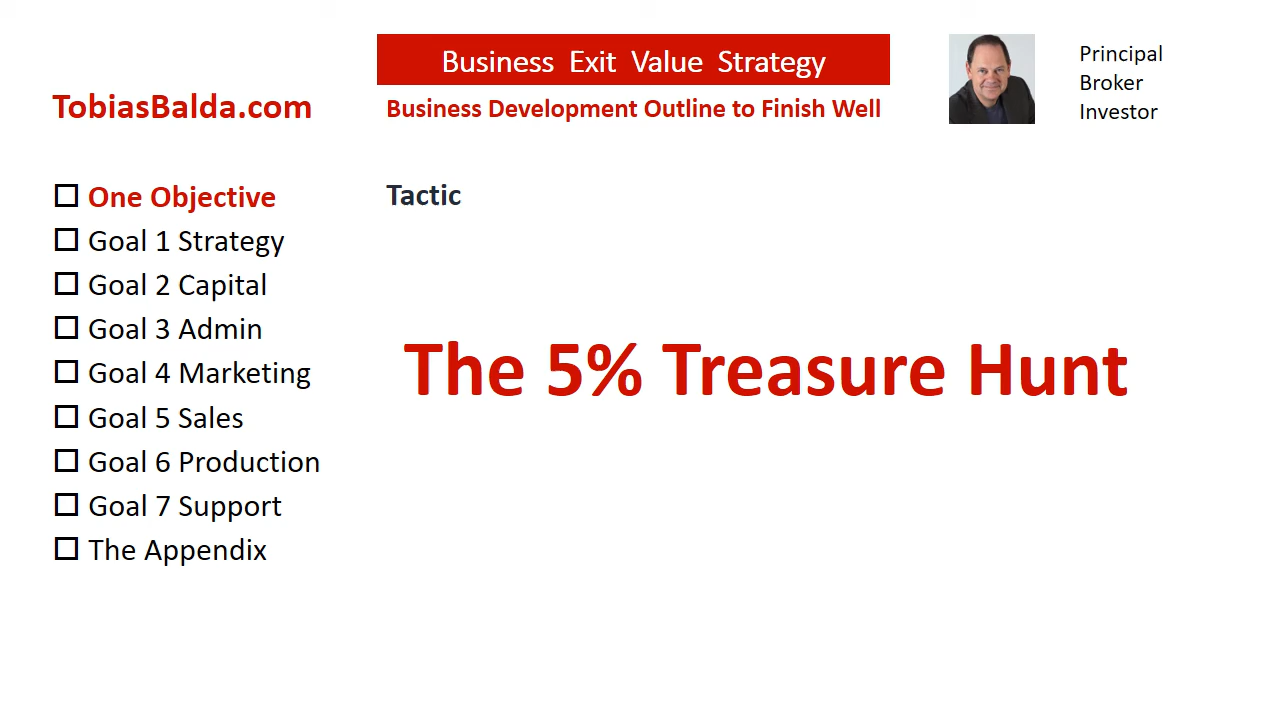 Business Exit Value Strategy
TobiasBalda.com
Business Development Outline to Finish Well
Principal
Broker
Investor
One Objective
Goal 1 Strategy
Goal 2 Capital
Goal 3 Admin
Goal 4 Marketing
Goal 5 Sales
Goal 6 Production
Goal 7 Support
The Appendix
Tactic
The 5% Treasure Hunt